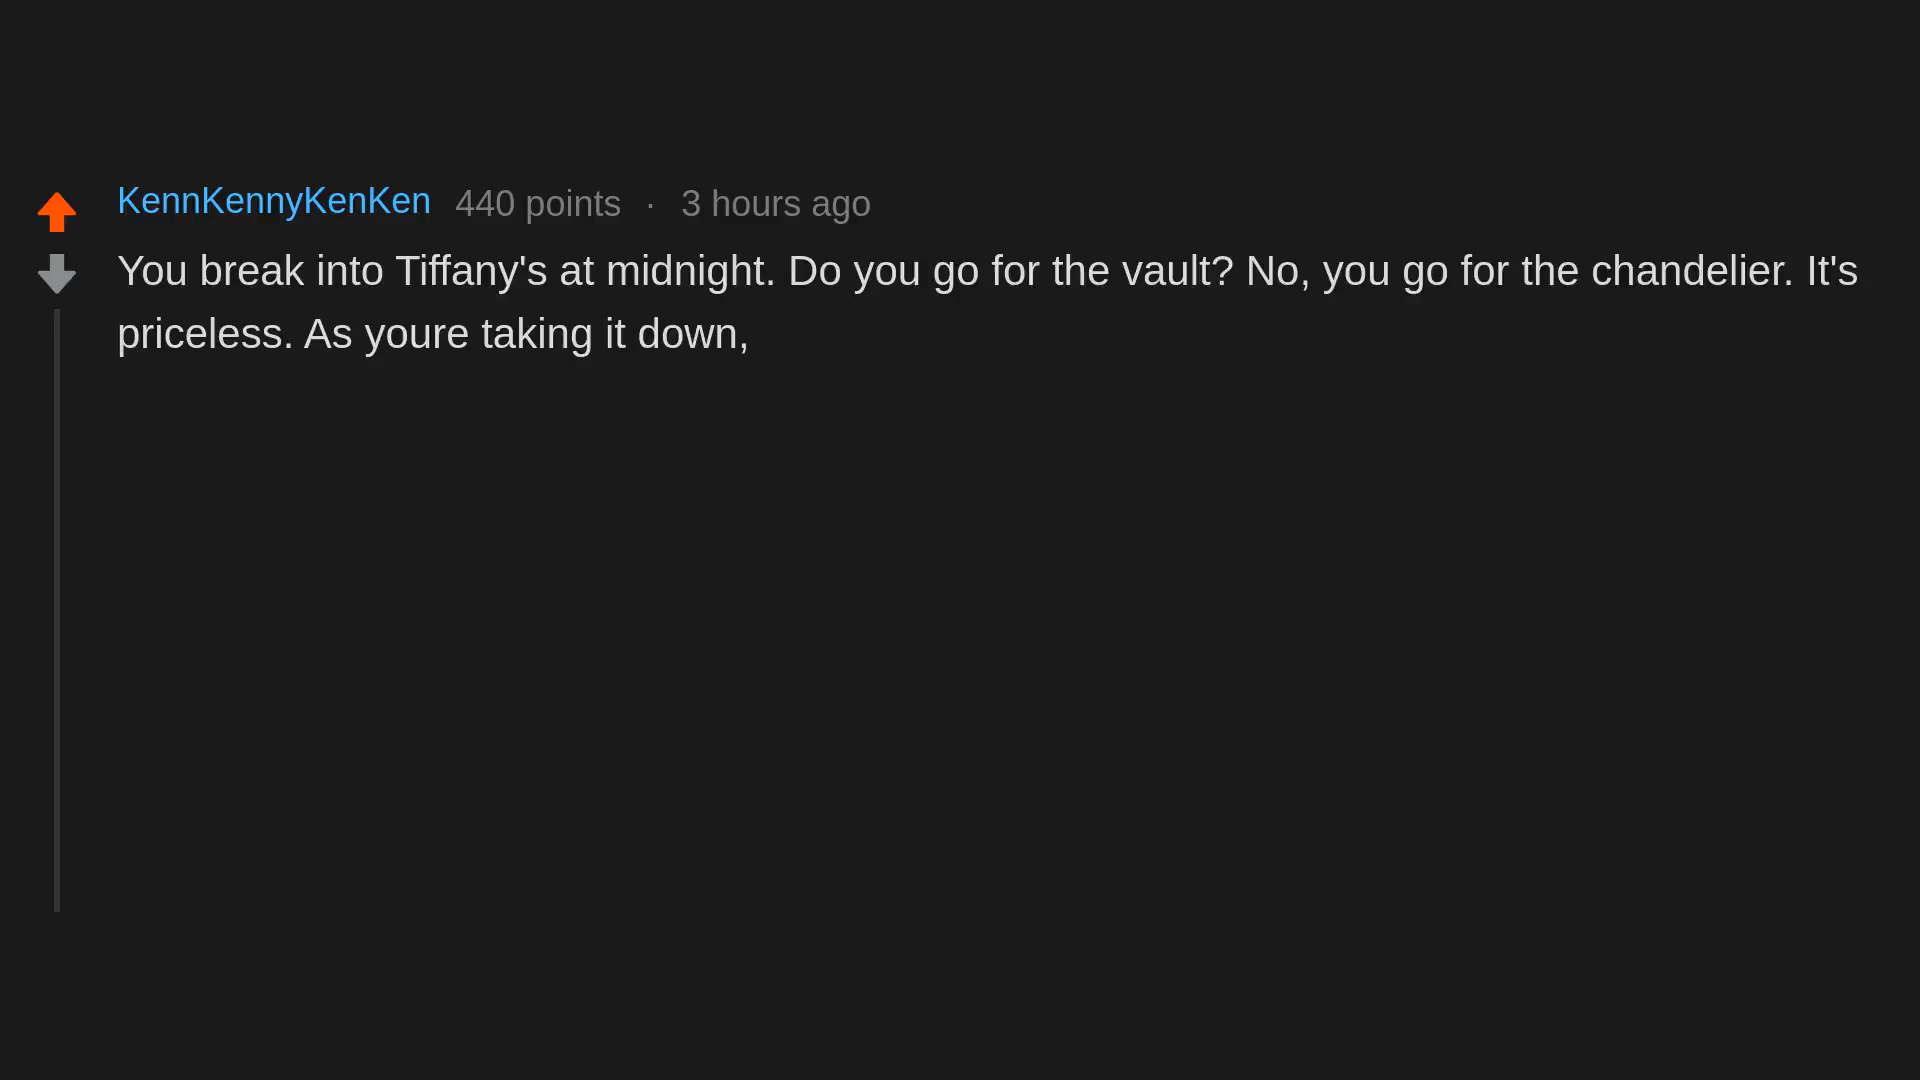 KennKennyKenKen 440 points · 3 hours ago
You break into Tiffany's at midnight. Do you go for the vault? No, you go for the chandelier. It's
priceless. As youre taking it down,